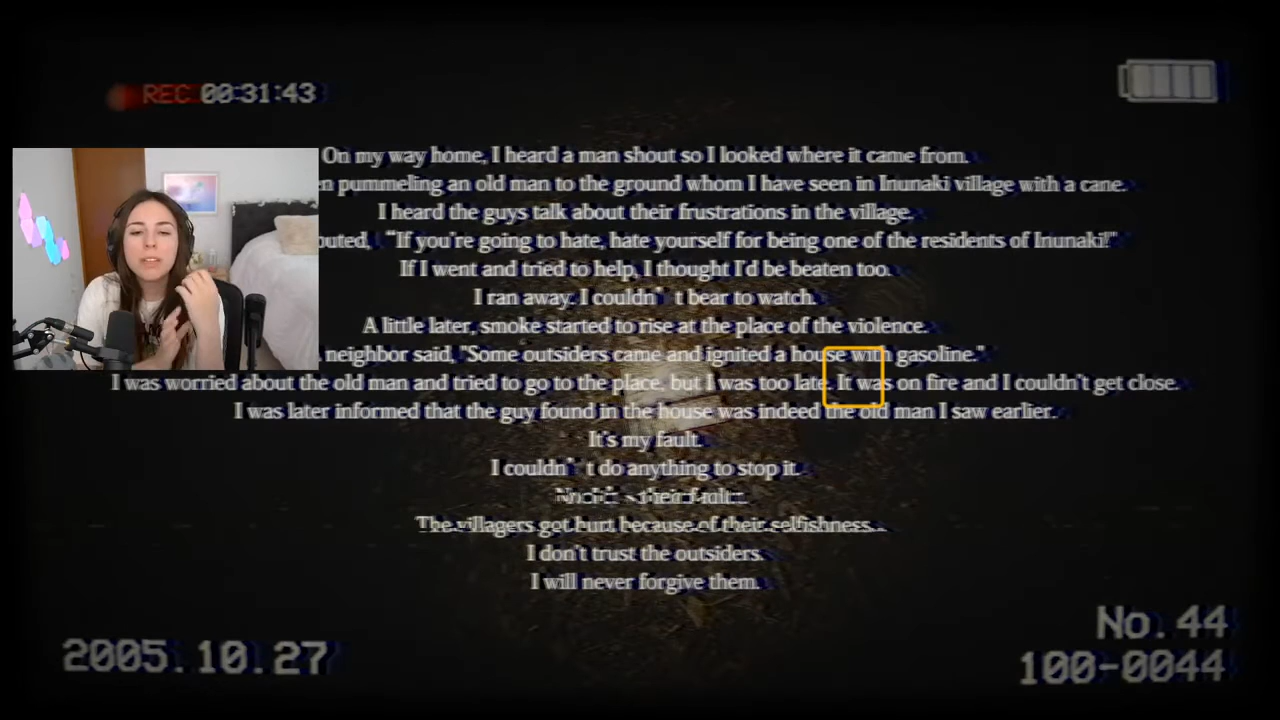 REC 00:31:43
On my way home, I heard a man shout so I looked where it came from.
pummeling an old man to the ground whom I have seen in Inunaki village with a cane.
I heard the guys talk about their frustrations in the village.
"If you're going to hate, hate yourself for being one of the residents of Inunaki!"
If I went and tried to help, I thought I'd be beaten too.
I ran away. I couldn't bear to watch.
A little later, smoke started to rise at the place of the violence.
neighbor said, "Some outsiders came and ignited a house with gasoline."
I was worried about the old man and tried to go to the place, but I was too late. It was on fire and I couldn't get close.
I was later informed that the guy found in the house was indeed the old man I saw earlier.
It's my fault.
I couldn't do anything to stop it.
their fault.
The villagers got hurt because of their selfishness...
I don't trust the outsiders.
I will never forgive them.
2005.10.27
No.44
100-0044